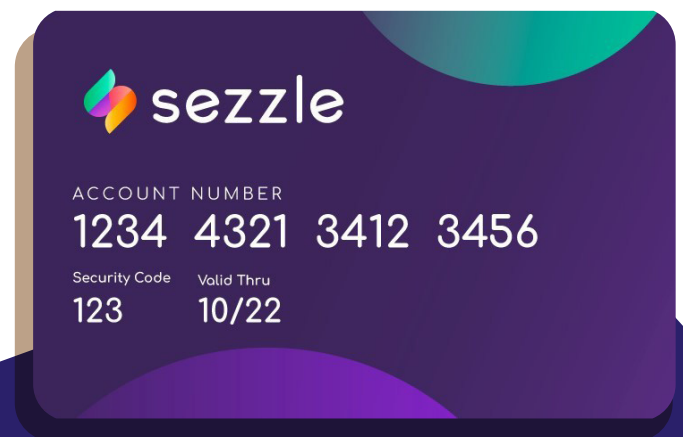 sezzle
ACCOUNT NUMBER
1234 4321 3412 3456
Security Code Valid Thru
123 10/22